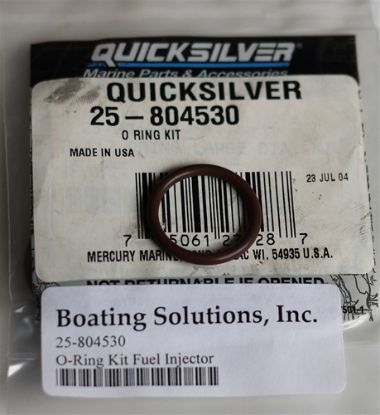 QUICKSILVER
Marine Parts & Accessories
QUICKSILVER
25-804530
O RING KIT
MADE IN USA
23 JUL 04
7
7
MERCURY MARINE WI. 54935 U.S.A.
NOT RETURNABLE IF OPENED
Boating Solutions, Inc.
25-804530
O-Ring Kit Fuel Injector